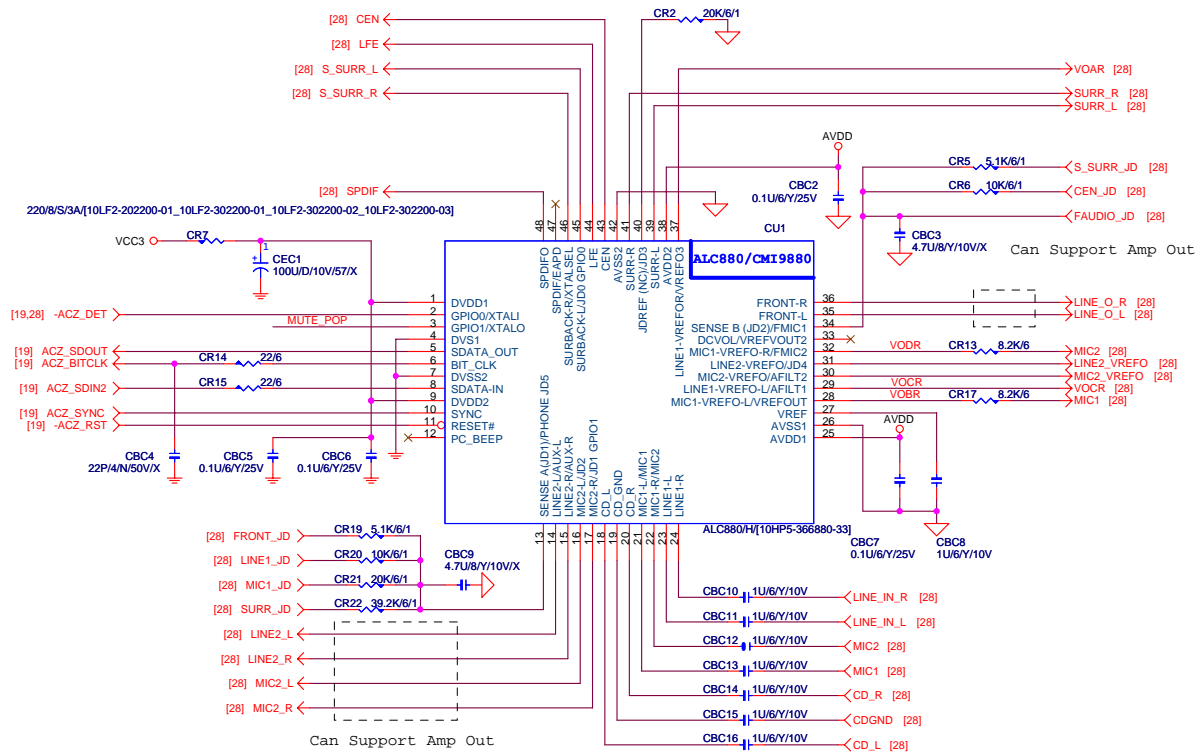 [28] CEN
[28] LFE
[28] S_SURR_L
[28] S_SURR_R
[28] SPDIF
CR2 20K/6/1
VOAR [28]
SURR_R [28]
SURR_L [28]
AVDD
CBC2
0.1U/6/Y/25V
CR5 5.1K/6/1
S_SURR_JD [28]
CR6 10K/6/1
CEN_JD [28]
FAUDIO_JD [28]
CBC3
4.7U/8/Y/10V/X
Can Support Amp Out
220/8/S/3A/[10LF2-202200-01_10LF2-302200-01_10LF2-302200-02_10LF2-302200-03]
VCC3
CR7
1
+
CEC1
100U/D/10V/57/X
[19,28] -ACZ_DET
MUTE_POP
[19] ACZ_SDOUT
[19] ACZ_BITCLK
CR14 22/6
[19] ACZ_SDIN2
CR15 22/6
[19] ACZ_SYNC
[19] -ACZ_RST
CBC4
22P/4/N/50V/X
CBC5
0.1U/6/Y/25V
CBC6
0.1U/6/Y/25V
CU1
ALC880/CMI9880
48 SPDIFO
47 SPDIF/EAPD
46 SURBACK-R/XTALSEL
45 SURBACK-L/JD0 GPIO0
44 LFE
43 CEN
42 AVSS2
41 SURR-R
40 JDREF (NC)/JD3
39 SURR-L
38 AVDD2
37 LINE1-VREFOR/VREFO3
1 DVDD1
2 GPIO0/XTALI
3 GPIO1/XTALO
4 DVS1
5 SDATA_OUT
6 BIT_CLK
7 DVSS2
8 SDATA-IN
9 DVDD2
10 SYNC
11 RESET#
12 PC_BEEP
FRONT-R 36
FRONT-L 35
SENSE B (JD2)/FMIC1 34
DCVOL/VREFVOUT2 33
MIC1-VREFO-R/FMIC2 32
LINE2-VREFO/JD4 31
MIC2-VREFO/AFILT2 30
LINE1-VREFO-L/AFILT1 29
MIC1-VREFO-L/VREFOUT 28
VREF 27
AVSS1 26
AVDD1 25
13 SENSE A(JD1)/PHONE JD5
14 LINE2-L/AUX-L
15 LINE2-R/AUX-R
16 MIC2-L/JD2
17 MIC2-R/JD1 GPIO1
18 CD_L
19 CD_GND
20 CD_R
21 MIC1-L/MIC1
22 MIC1-R/MIC2
23 LINE1-L
24 LINE1-R
ALC880/H/[10HP5-366880-33]
LINE_O_R [28]
LINE_O_L [28]
VODR CR13 8.2K/6 MIC2 [28]
LINE2_VREFO [28]
MIC2_VREFO [28]
VOCR VOCR [28]
VOBR CR17 8.2K/6 MIC1 [28]
AVDD
CBC7
0.1U/6/Y/25V
CBC8
1U/6/Y/10V
[28] FRONT_JD CR19 5.1K/6/1
[28] LINE1_JD CR20 10K/6/1
[28] MIC1_JD CR21 20K/6/1
[28] SURR_JD CR22 39.2K/6/1
CBC9
4.7U/8/Y/10V/X
[28] LINE2_L
[28] LINE2_R
[28] MIC2_L
[28] MIC2_R
Can Support Amp Out
CBC10 1U/6/Y/10V LINE_IN_R [28]
CBC11 1U/6/Y/10V LINE_IN_L [28]
CBC12 1U/6/Y/10V MIC2 [28]
CBC13 1U/6/Y/10V MIC1 [28]
CBC14 1U/6/Y/10V CD_R [28]
CBC15 1U/6/Y/10V CDGND [28]
CBC16 1U/6/Y/10V CD_L [28]